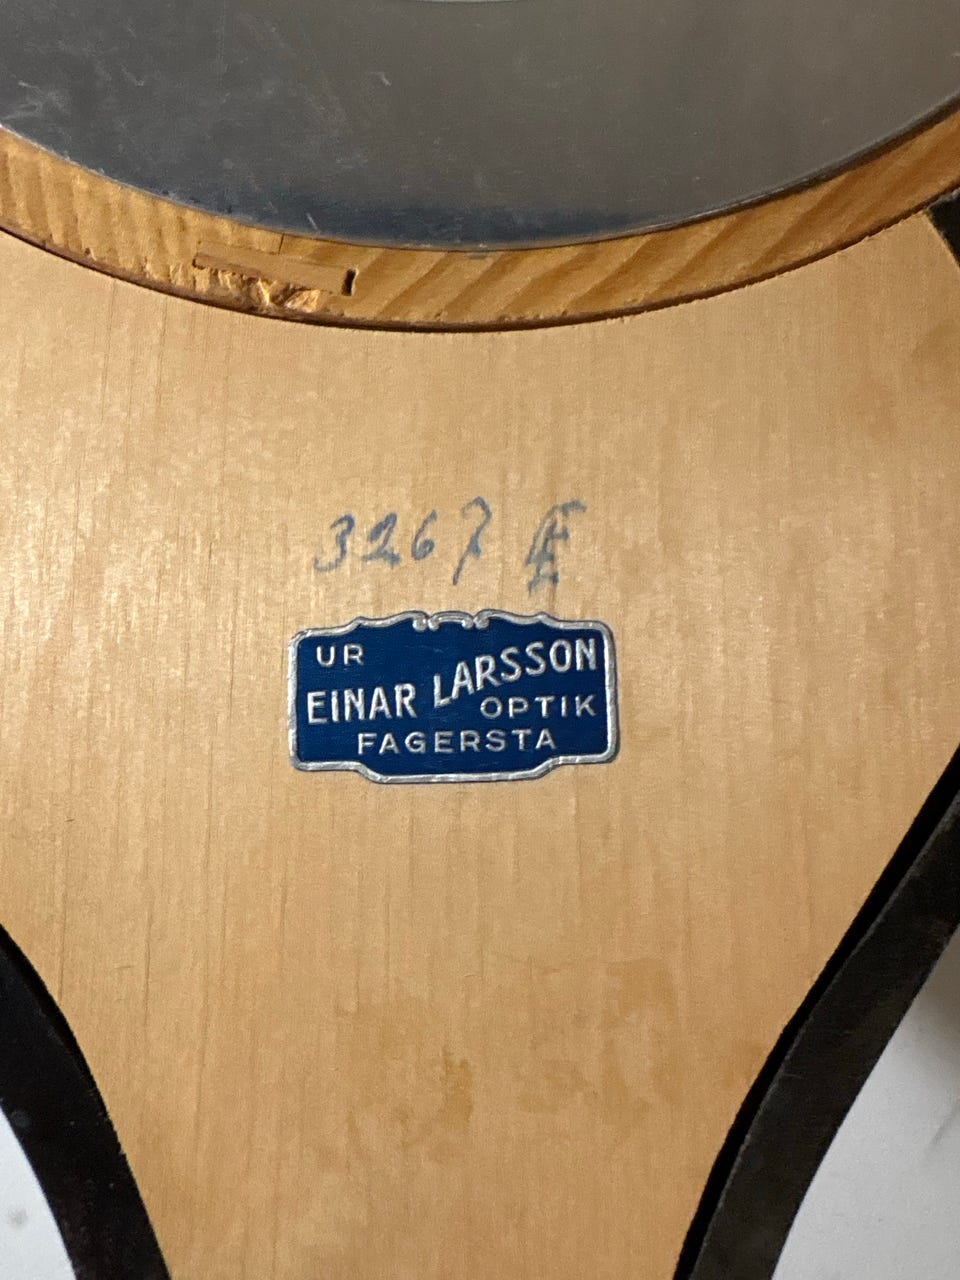 3267
UR
EINAR LARSSON
OPTIK
FAGERSTA